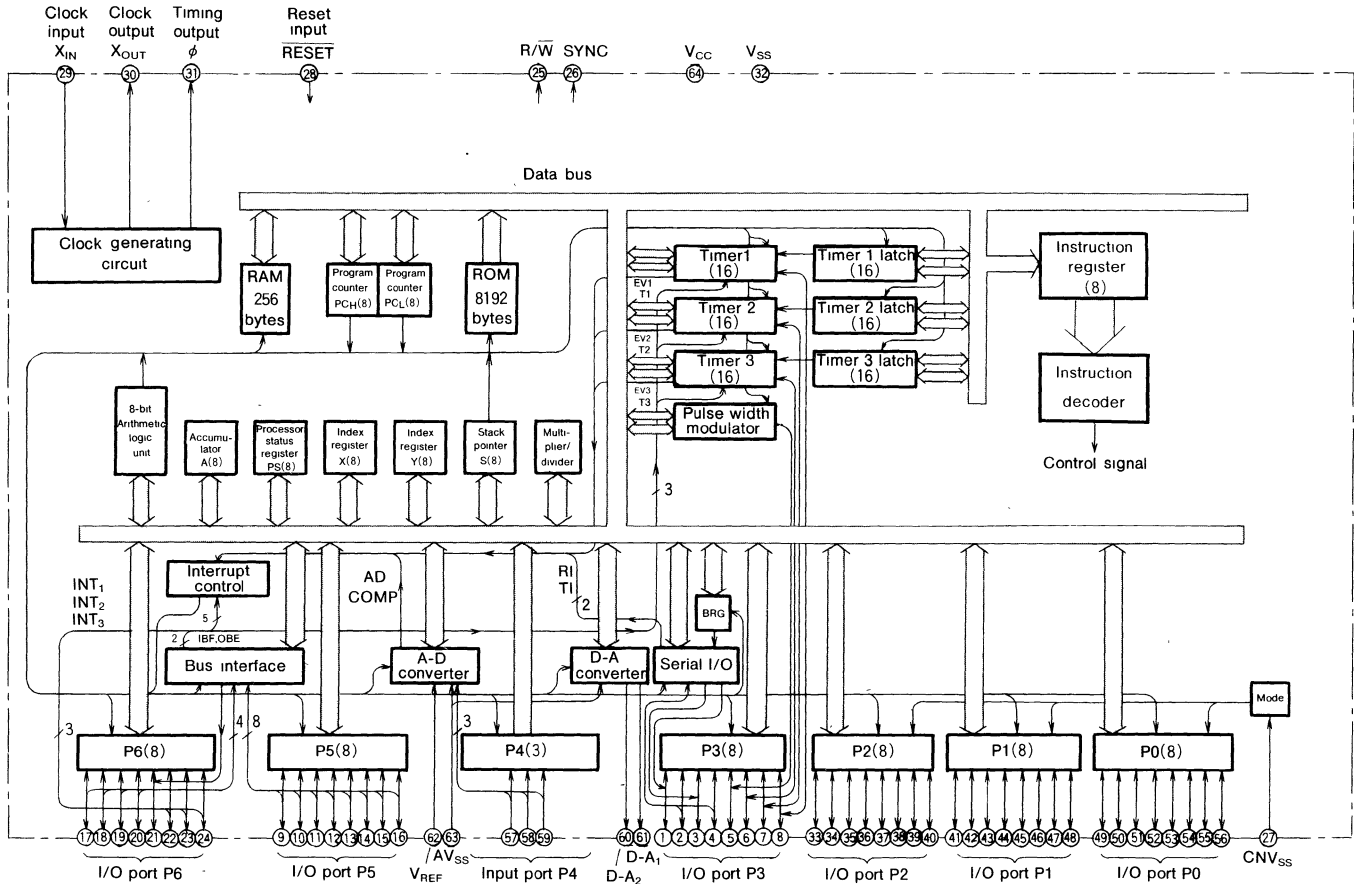 Clock input XIN
Clock output XOUT
Timing output ϕ
Reset input RESET
R/W SYNC
VCC
VSS
29 30 31 28 25 26 64 32
Data bus
Clock generating circuit
RAM 256 bytes
Program counter PCH(8)
Program counter PCL(8)
ROM 8192 bytes
Timer1 (16)
Timer 1 latch (16)
Instruction register (8)
EV1
T1
Timer 2 (16)
Timer 2 latch (16)
EV2
T2
Timer 3 (16)
Timer 3 latch (16)
Instruction decoder
EV3
T3
Pulse width modulator
Control signal
8-bit Arithmetic logic unit
Accumu-lator A(8)
Processor status register PS(8)
Index register X(8)
Index register Y(8)
Stack pointer S(8)
Multi-plier/divider
3
Interrupt control
INT1
INT2
INT3
AD COMP
RI
TI
2
BRG
5
2
IBF,OBE
Bus interface
A-D converter
D-A converter
Serial I/O
Mode
3 4 8 3
P6(8)
P5(8)
P4(3)
P3(8)
P2(8)
P1(8)
P0(8)
17 18 19 20 21 22 23 24
9 10 11 12 13 14 15 16
62 63
57 58 59
60 61
1 2 3 4 5 6 7 8
33 34 35 36 37 38 39 40
41 42 43 44 45 46 47 48
49 50 51 52 53 54 55 56
27
I/O port P6
I/O port P5
VREF / AVSS
Input port P4
D-A2 / D-A1
I/O port P3
I/O port P2
I/O port P1
I/O port P0
CNVSS